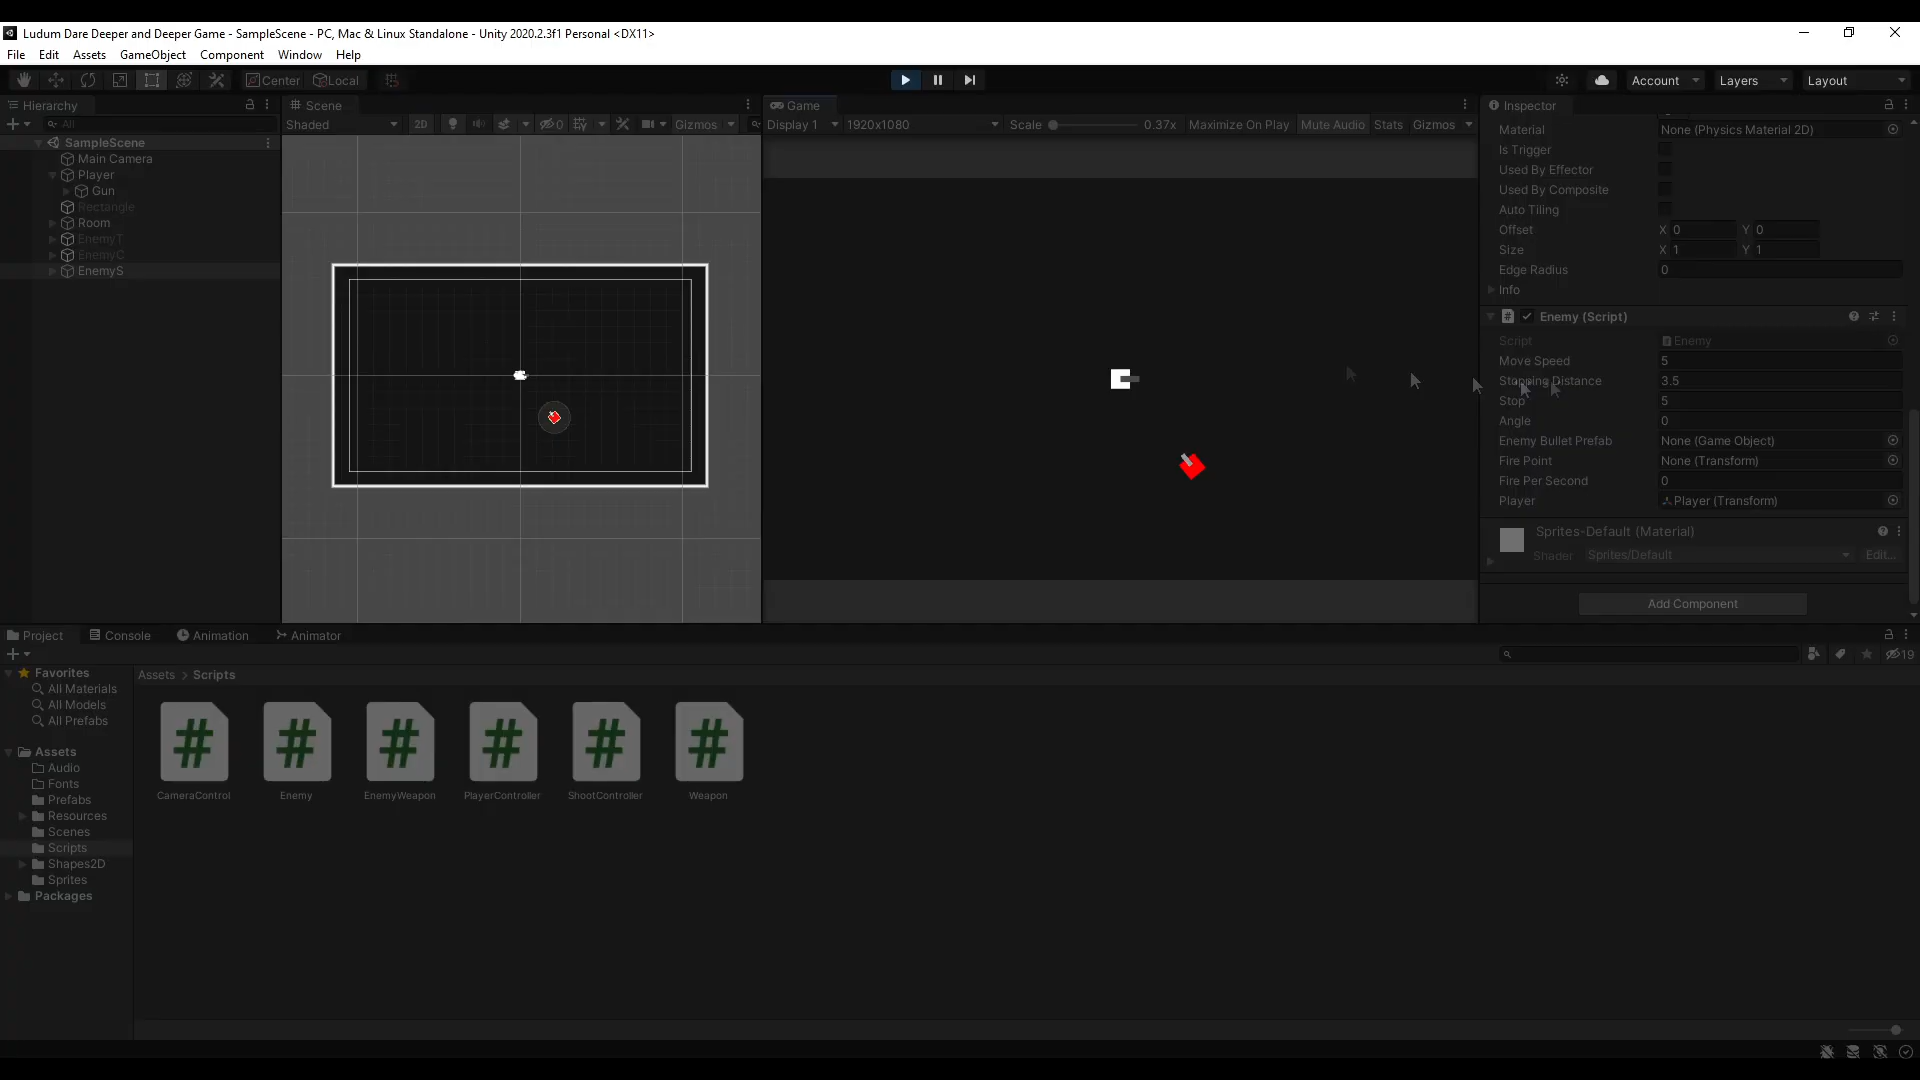 Ludum Dare Deeper and Deeper Game - SampleScene - PC, Mac & Linux Standalone - Unity 2020.2.3f1 Personal <DX11>
File Edit Assets GameObject Component Window Help
Center Local Account Layers Layout
Hierarchy
All
SampleScene
Main Camera
Player
Gun
Rectangle
Room
EnemyT
EnemyC
EnemyS
Scene
Shaded 2D 0 Gizmos
Game
Display 1 1920x1080 Scale 0.37x Maximize On Play Mute Audio Stats Gizmos
Inspector
Material None (Physics Material 2D)
Is Trigger
Used By Effector
Used By Composite
Auto Tiling
Offset X 0 Y 0
Size X 1 Y 1
Edge Radius 0
Info
# Enemy (Script)
Script Enemy
Move Speed 5
Stopping Distance 3.5
Stop 5
Angle 0
Enemy Bullet Prefab None (Game Object)
Fire Point None (Transform)
Fire Per Second 0
Player Player (Transform)
Sprites-Default (Material)
Shader Sprites/Default Edit...
Add Component
Project Console Animation Animator
19
Favorites
All Materials
All Models
All Prefabs
Assets
Audio
Fonts
Prefabs
Resources
Scenes
Scripts
Shapes2D
Sprites
Packages
Assets > Scripts
# # # # # #
CameraControl Enemy EnemyWeapon PlayerController ShootController Weapon